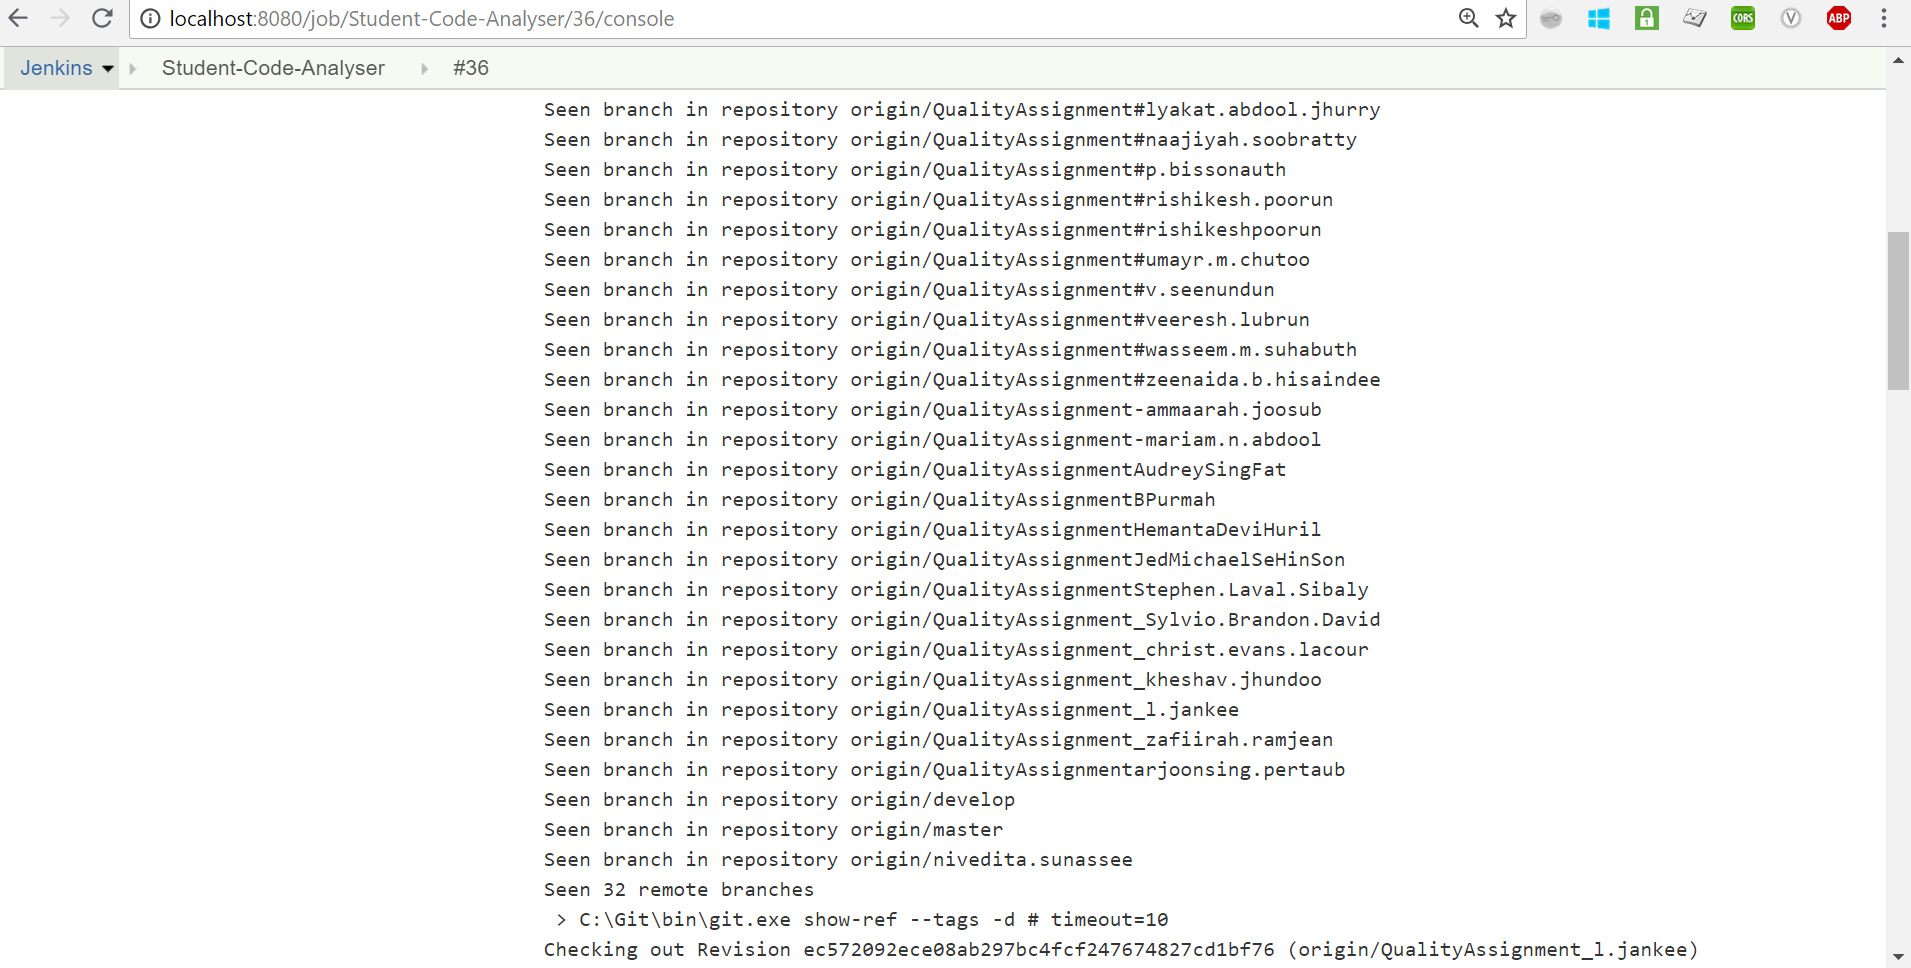 localhost:8080/job/Student-Code-Analyser/36/console
CORS
V
ABP
Jenkins Student-Code-Analyser #36
Seen branch in repository origin/QualityAssignment#lyakat.abdool.jhurry
Seen branch in repository origin/QualityAssignment#naajiyah.soobratty
Seen branch in repository origin/QualityAssignment#p.bissonauth
Seen branch in repository origin/QualityAssignment#rishikesh.poorun
Seen branch in repository origin/QualityAssignment#rishikeshpoorun
Seen branch in repository origin/QualityAssignment#umayr.m.chutoo
Seen branch in repository origin/QualityAssignment#v.seenundun
Seen branch in repository origin/QualityAssignment#veeresh.lubrun
Seen branch in repository origin/QualityAssignment#wasseem.m.suhabuth
Seen branch in repository origin/QualityAssignment#zeenaida.b.hisaindee
Seen branch in repository origin/QualityAssignment-ammaarah.joosub
Seen branch in repository origin/QualityAssignment-mariam.n.abdool
Seen branch in repository origin/QualityAssignmentAudreySingFat
Seen branch in repository origin/QualityAssignmentBPurmah
Seen branch in repository origin/QualityAssignmentHemantaDeviHuril
Seen branch in repository origin/QualityAssignmentJedMichaelSeHinSon
Seen branch in repository origin/QualityAssignmentStephen.Laval.Sibaly
Seen branch in repository origin/QualityAssignment_Sylvio.Brandon.David
Seen branch in repository origin/QualityAssignment_christ.evans.lacour
Seen branch in repository origin/QualityAssignment_kheshav.jhundoo
Seen branch in repository origin/QualityAssignment_l.jankee
Seen branch in repository origin/QualityAssignment_zafiirah.ramjean
Seen branch in repository origin/QualityAssignmentarjoonsing.pertaub
Seen branch in repository origin/develop
Seen branch in repository origin/master
Seen branch in repository origin/nivedita.sunassee
Seen 32 remote branches
 > C:\Git\bin\git.exe show-ref --tags -d # timeout=10
Checking out Revision ec572092ece08ab297bc4fcf247674827cd1bf76 (origin/QualityAssignment_l.jankee)